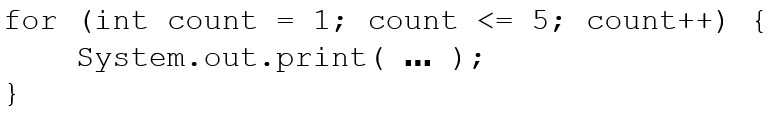 for (int count = 1; count <= 5; count++) {
    System.out.print( … );
}